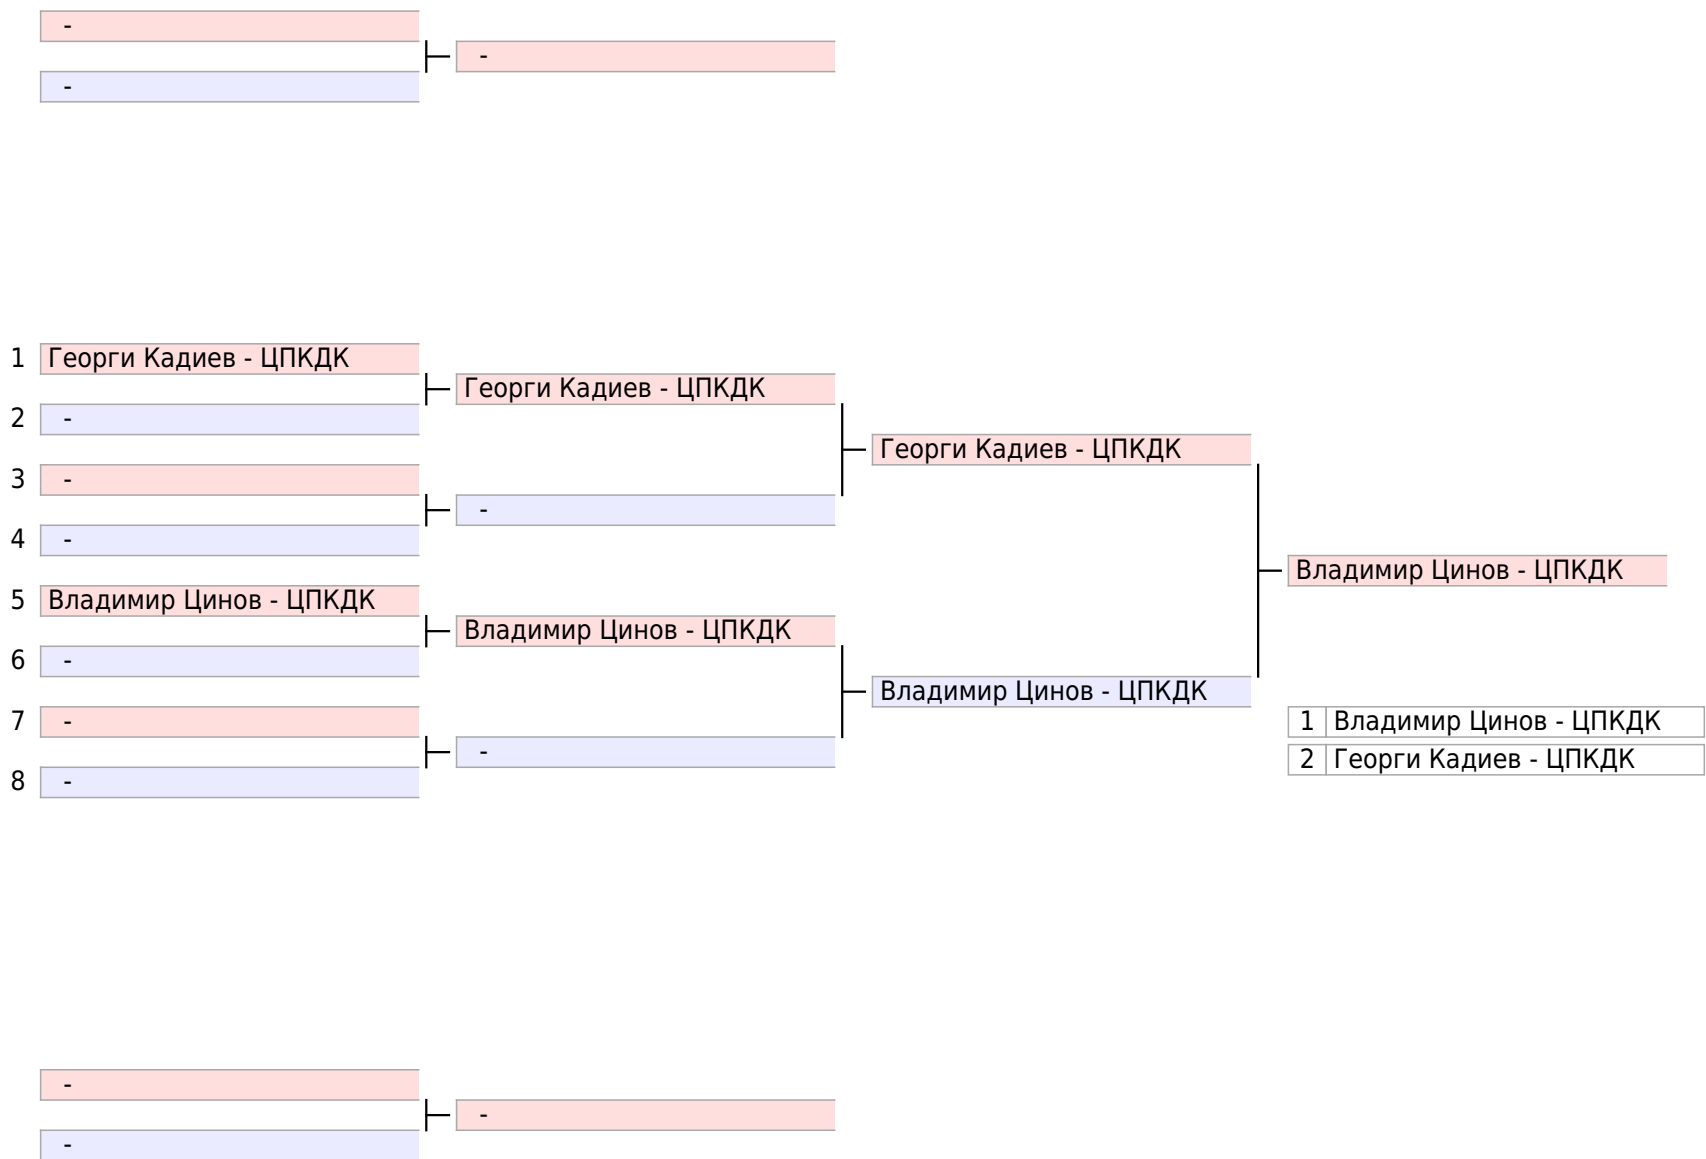 -
-
-
1 Георги Кадиев - ЦПКДК
Георги Кадиев - ЦПКДК
2 -
Георги Кадиев - ЦПКДК
3 -
-
4 -
Владимир Цинов - ЦПКДК
5 Владимир Цинов - ЦПКДК
Владимир Цинов - ЦПКДК
6 -
Владимир Цинов - ЦПКДК
7 -
1 Владимир Цинов - ЦПКДК
-
2 Георги Кадиев - ЦПКДК
8 -
-
-
-